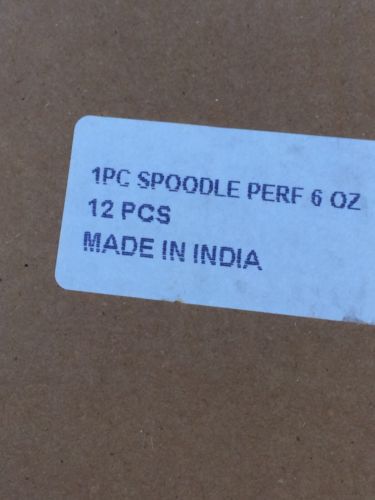 1PC SPOODLE PERF 6 OZ
12 PCS
MADE IN INDIA